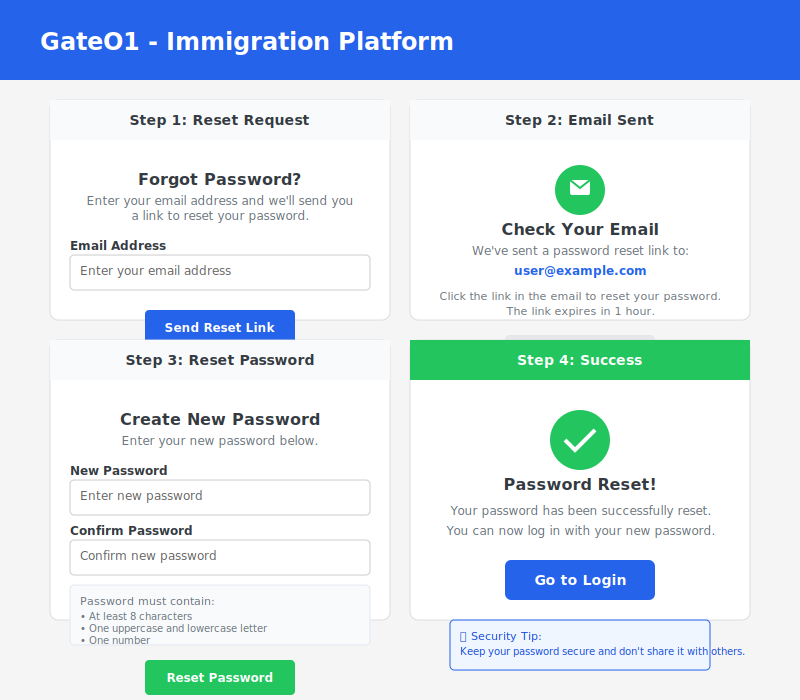 GateO1 - Immigration Platform
Step 1: Reset Request
Forgot Password?
Enter your email address and we'll send you
a link to reset your password.
Email Address
Enter your email address
Send Reset Link
Step 2: Email Sent
Check Your Email
We've sent a password reset link to:
user@example.com
Click the link in the email to reset your password.
The link expires in 1 hour.
Step 3: Reset Password
Create New Password
Enter your new password below.
New Password
Enter new password
Confirm Password
Confirm new password
Password must contain:
• At least 8 characters
• One uppercase and lowercase letter
• One number
Reset Password
Step 4: Success
Password Reset!
Your password has been successfully reset.
You can now log in with your new password.
Go to Login
Security Tip:
Keep your password secure and don't share it with others.